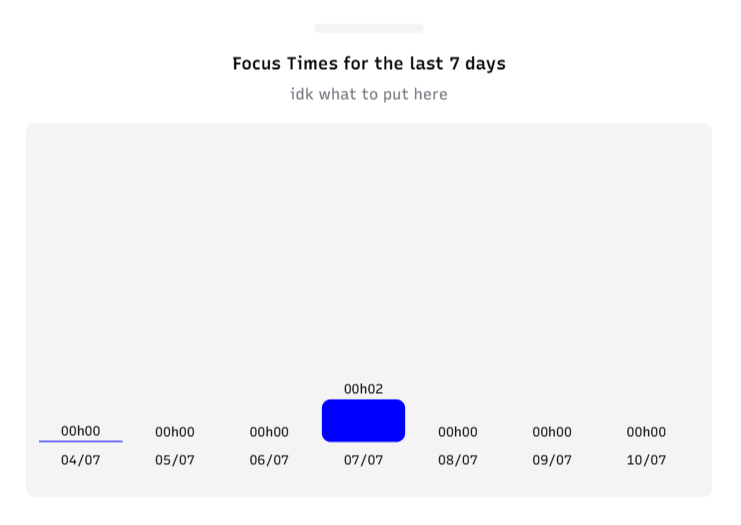 Focus Times for the last 7 days
idk what to put here
00h02
00h00 00h00 00h00 00h00 00h00 00h00
04/07 05/07 06/07 07/07 08/07 09/07 10/07